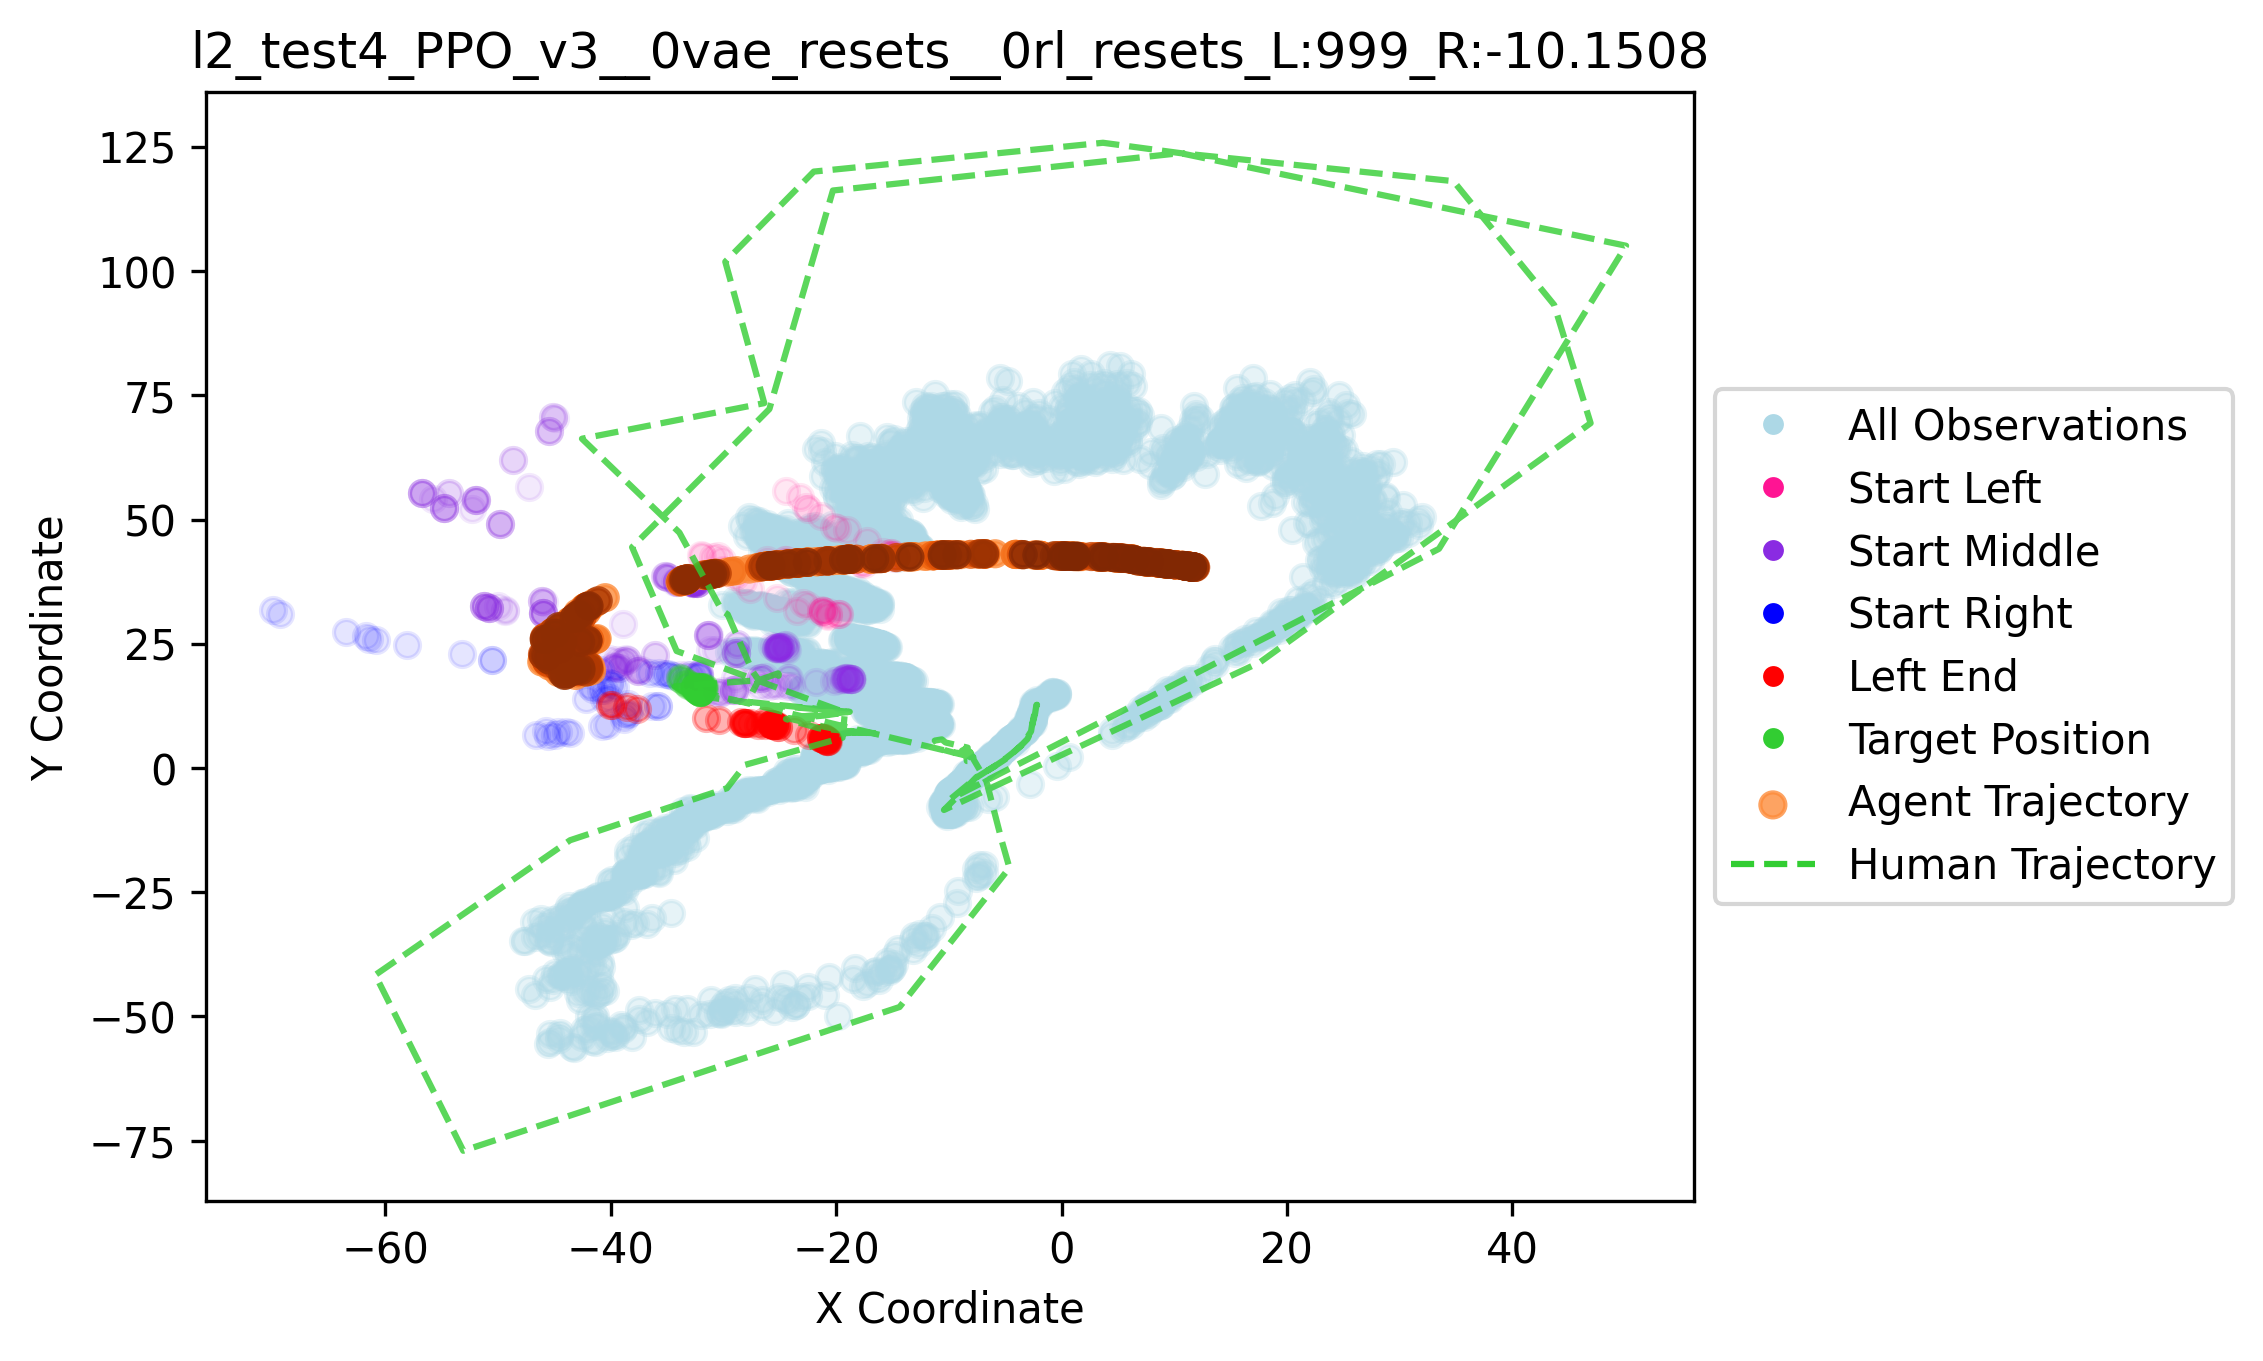 l2_test4_PPO_v3__0vae_resets__0rl_resets_L:999_R:-10.1508
Y Coordinate
125
100
75
50
25
0
−25
−50
−75
−60
−40
−20
0
20
40
X Coordinate
All Observations
Start Left
Start Middle
Start Right
Left End
Target Position
Agent Trajectory
Human Trajectory